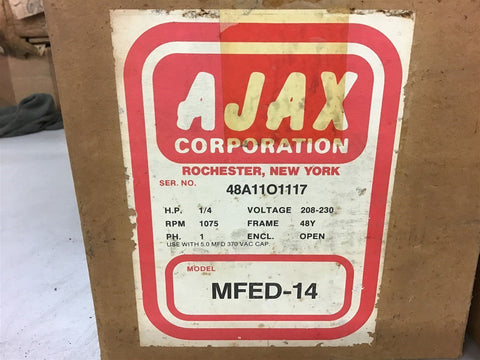 AJAX
CORPORATION
ROCHESTER, NEW YORK
SER. NO. 48A11O1117
H.P. 1/4 VOLTAGE 208-230
RPM 1075 FRAME 48Y
PH. 1 ENCL. OPEN
USE WITH 5.0 MFD 370 VAC CAP.
MODEL
MFED-14